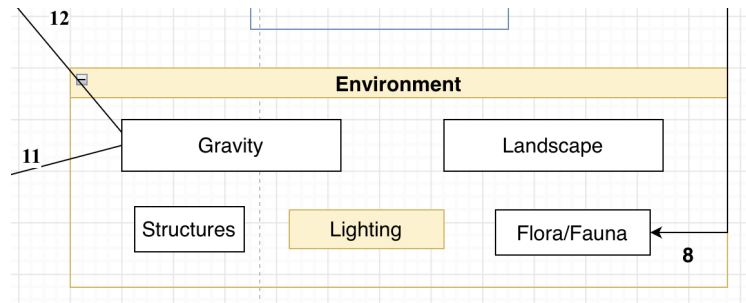 12
Environment
Gravity
Landscape
11
Structures
Lighting
Flora/Fauna
8